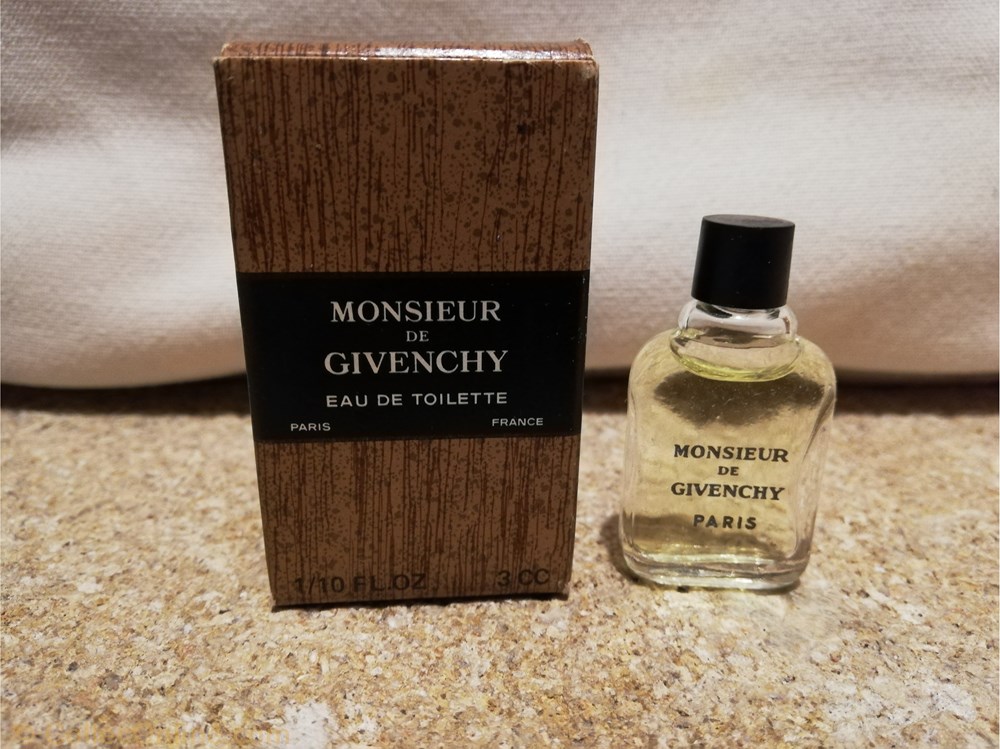 MONSIEUR
DE
GIVENCHY
EAU DE TOILETTE
PARIS FRANCE
1/10 FL.OZ 3 CC
MONSIEUR
DE
GIVENCHY
PARIS